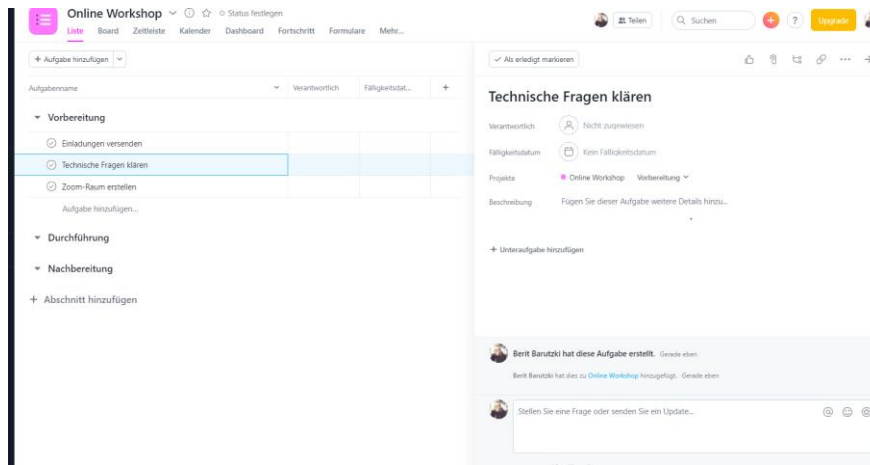 Online Workshop
Status festlegen
Liste Board Zeitleiste Kalender Dashboard Fortschritt Formulare Mehr...
Teilen
Suchen
?
Upgrade
+ Aufgabe hinzufügen
Aufgabenname Verantwortlich Fälligkeitsdat... +
Vorbereitung
Einladungen versenden
Technische Fragen klären
Zoom-Raum erstellen
Aufgabe hinzufügen...
Durchführung
Nachbereitung
+ Abschnitt hinzufügen
Als erledigt markieren
Technische Fragen klären
Verantwortlich Nicht zugewiesen
Fälligkeitsdatum Kein Fälligkeitsdatum
Projekte Online Workshop Vorbereitung
Beschreibung Fügen Sie dieser Aufgabe weitere Details hinzu...
+ Unteraufgabe hinzufügen
Berit Barutzki hat diese Aufgabe erstellt. Gerade eben
Berit Barutzki hat dies zu Online Workshop hinzugefügt. Gerade eben
Stellen Sie eine Frage oder senden Sie ein Update...